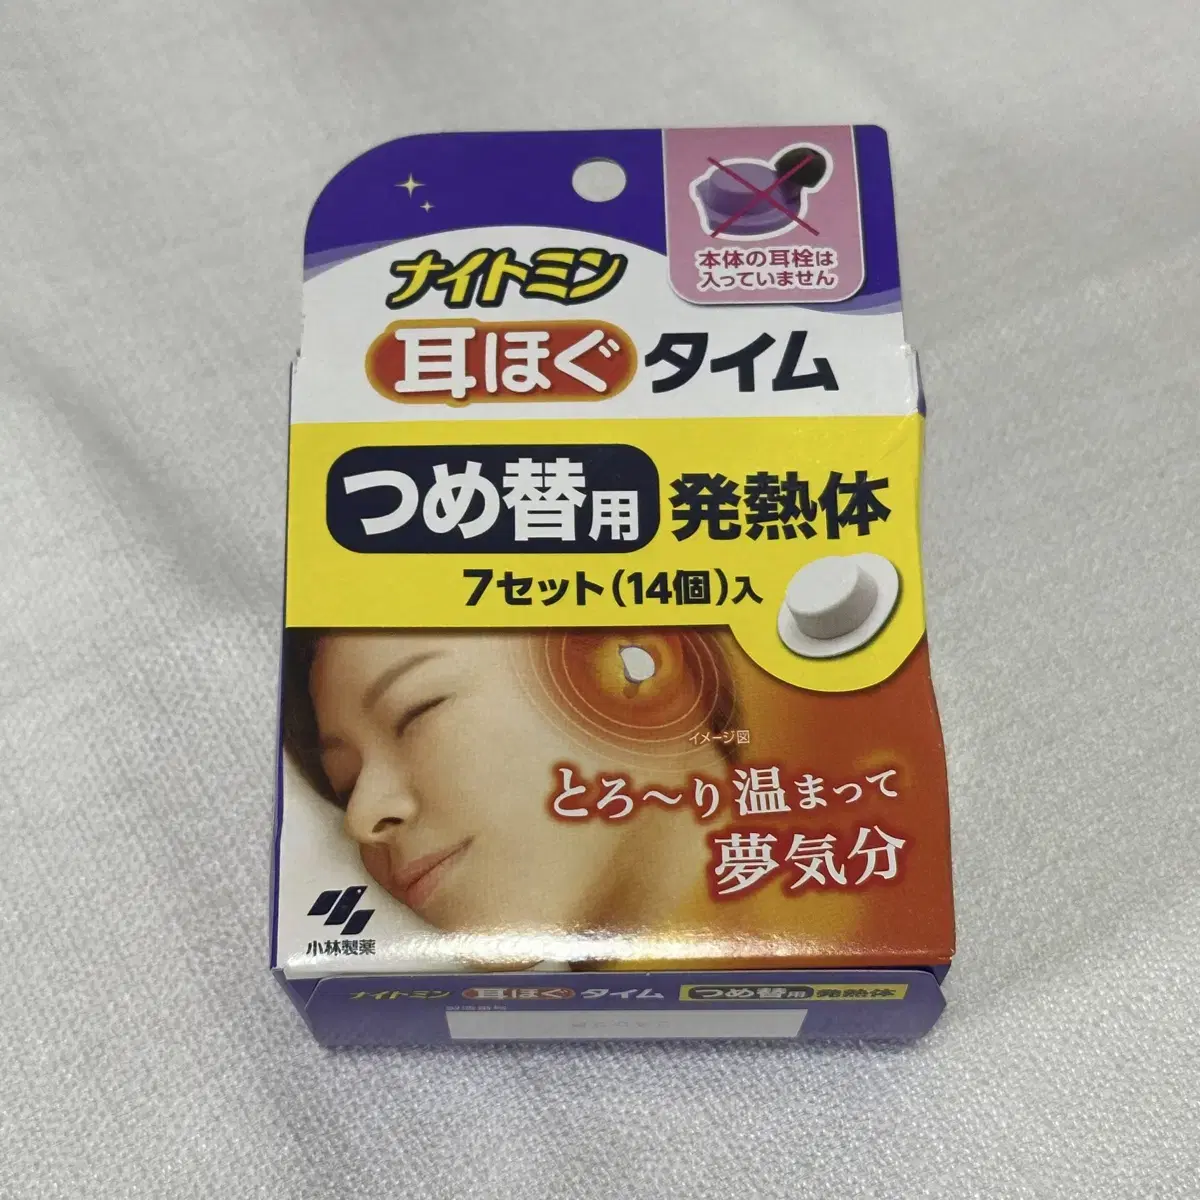 本体の耳栓は
入っていません
ナイトミン
耳ほぐタイム
つめ替用 発熱体
7セット(14個)入
イメージ図
とろ〜り温まって
夢気分
小林製薬
ナイトミン 耳ほぐタイム つめ替用 発熱体
製造番号